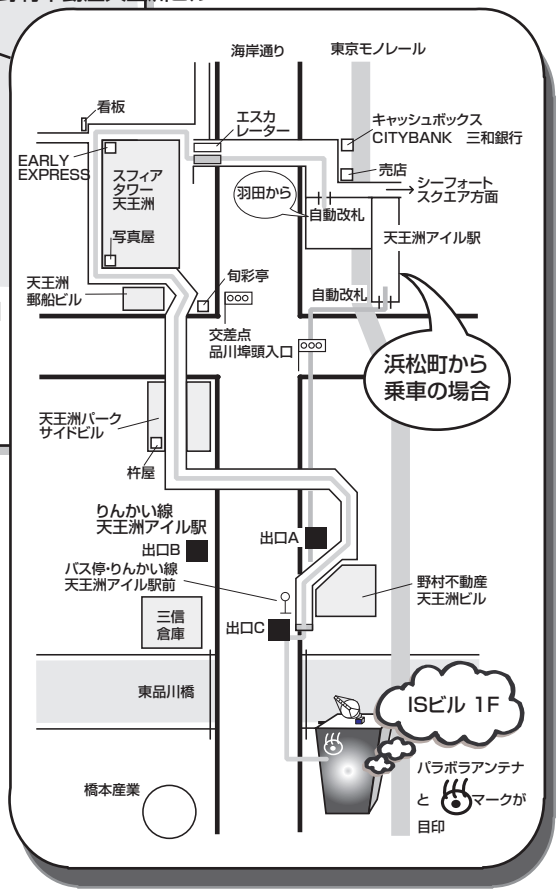 海岸通り
東京モノレール
看板
エスカ
レーター
キャッシュボックス
CITYBANK 三和銀行
EARLY
EXPRESS
スフィア
タワー
天王洲
羽田から
売店
シーフォート
スクエア方面
自動改札
写真屋
天王洲アイル駅
天王洲
郵船ビル
旬彩亭
自動改札
交差点
品川埠頭入口
浜松町から
乗車の場合
天王洲パーク
サイドビル
杵屋
りんかい線
天王洲アイル駅
出口B
出口A
バス停・りんかい線
天王洲アイル駅前
野村不動産
天王洲ビル
三信
倉庫
出口C
東品川橋
ISビル 1F
パラボラアンテナ
と マークが
目印
橋本産業